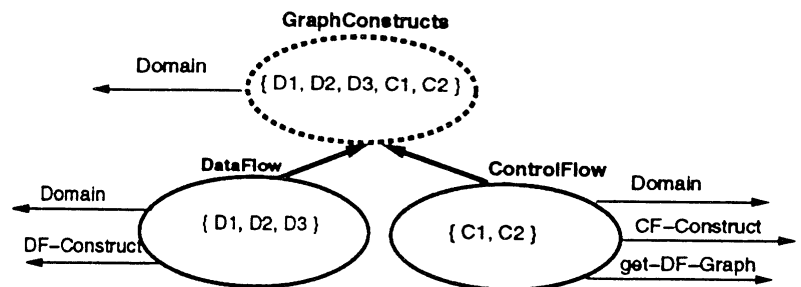 GraphConstructs
Domain
{ D1, D2, D3, C1, C2 }
DataFlow
ControlFlow
Domain
Domain
{ D1, D2, D3 }
{ C1, C2 }
CF-Construct
DF-Construct
get-DF-Graph